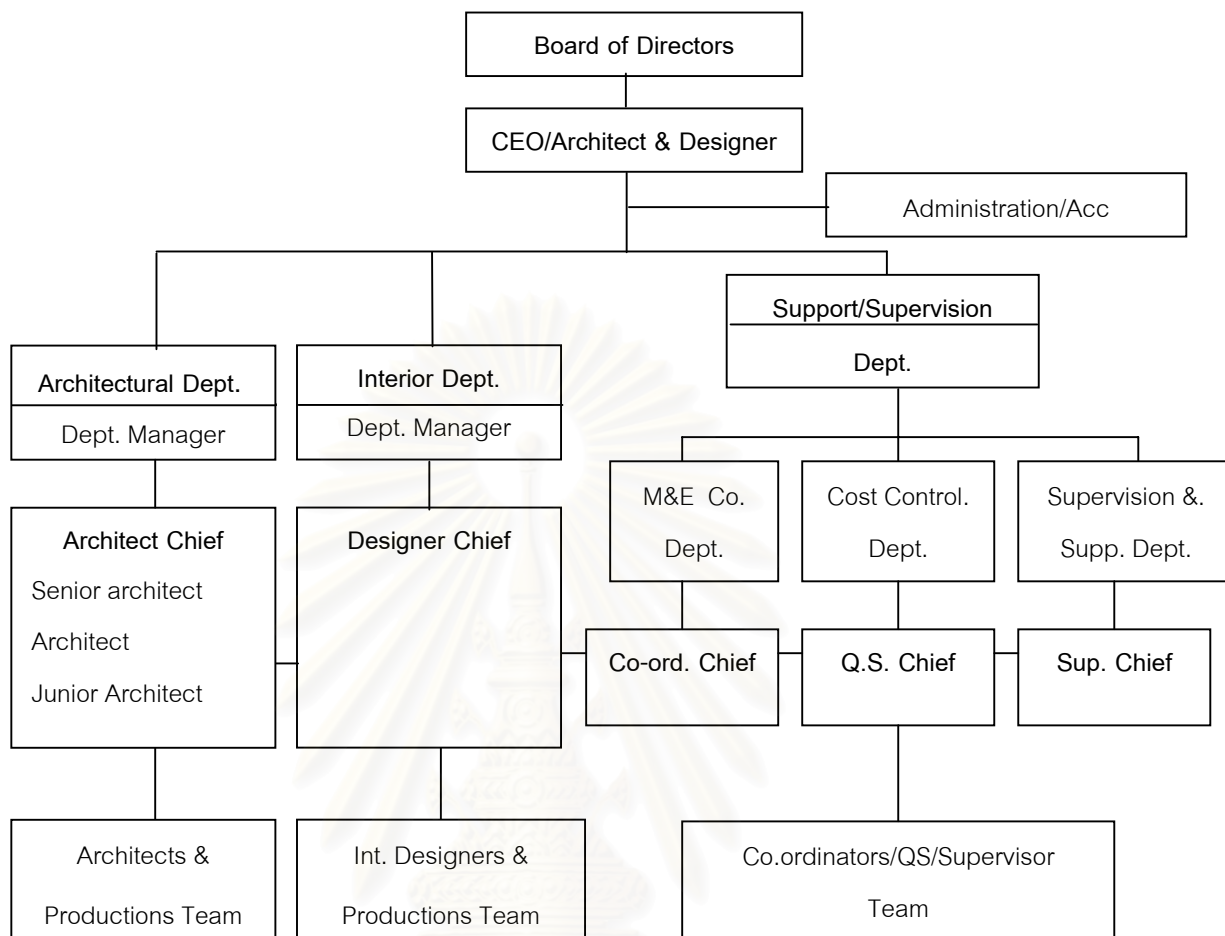 Board of Directors
CEO/Architect & Designer
Administration/Acc
Support/Supervision
Dept.
Architectural Dept.
Dept. Manager
Interior Dept.
Dept. Manager
M&E Co.
Dept.
Cost Control.
Dept.
Supervision &.
Supp. Dept.
Architect Chief
Senior architect
Architect
Junior Architect
Designer Chief
Co-ord. Chief
Q.S. Chief
Sup. Chief
Architects &
Productions Team
Int. Designers &
Productions Team
Co.ordinators/QS/Supervisor
Team